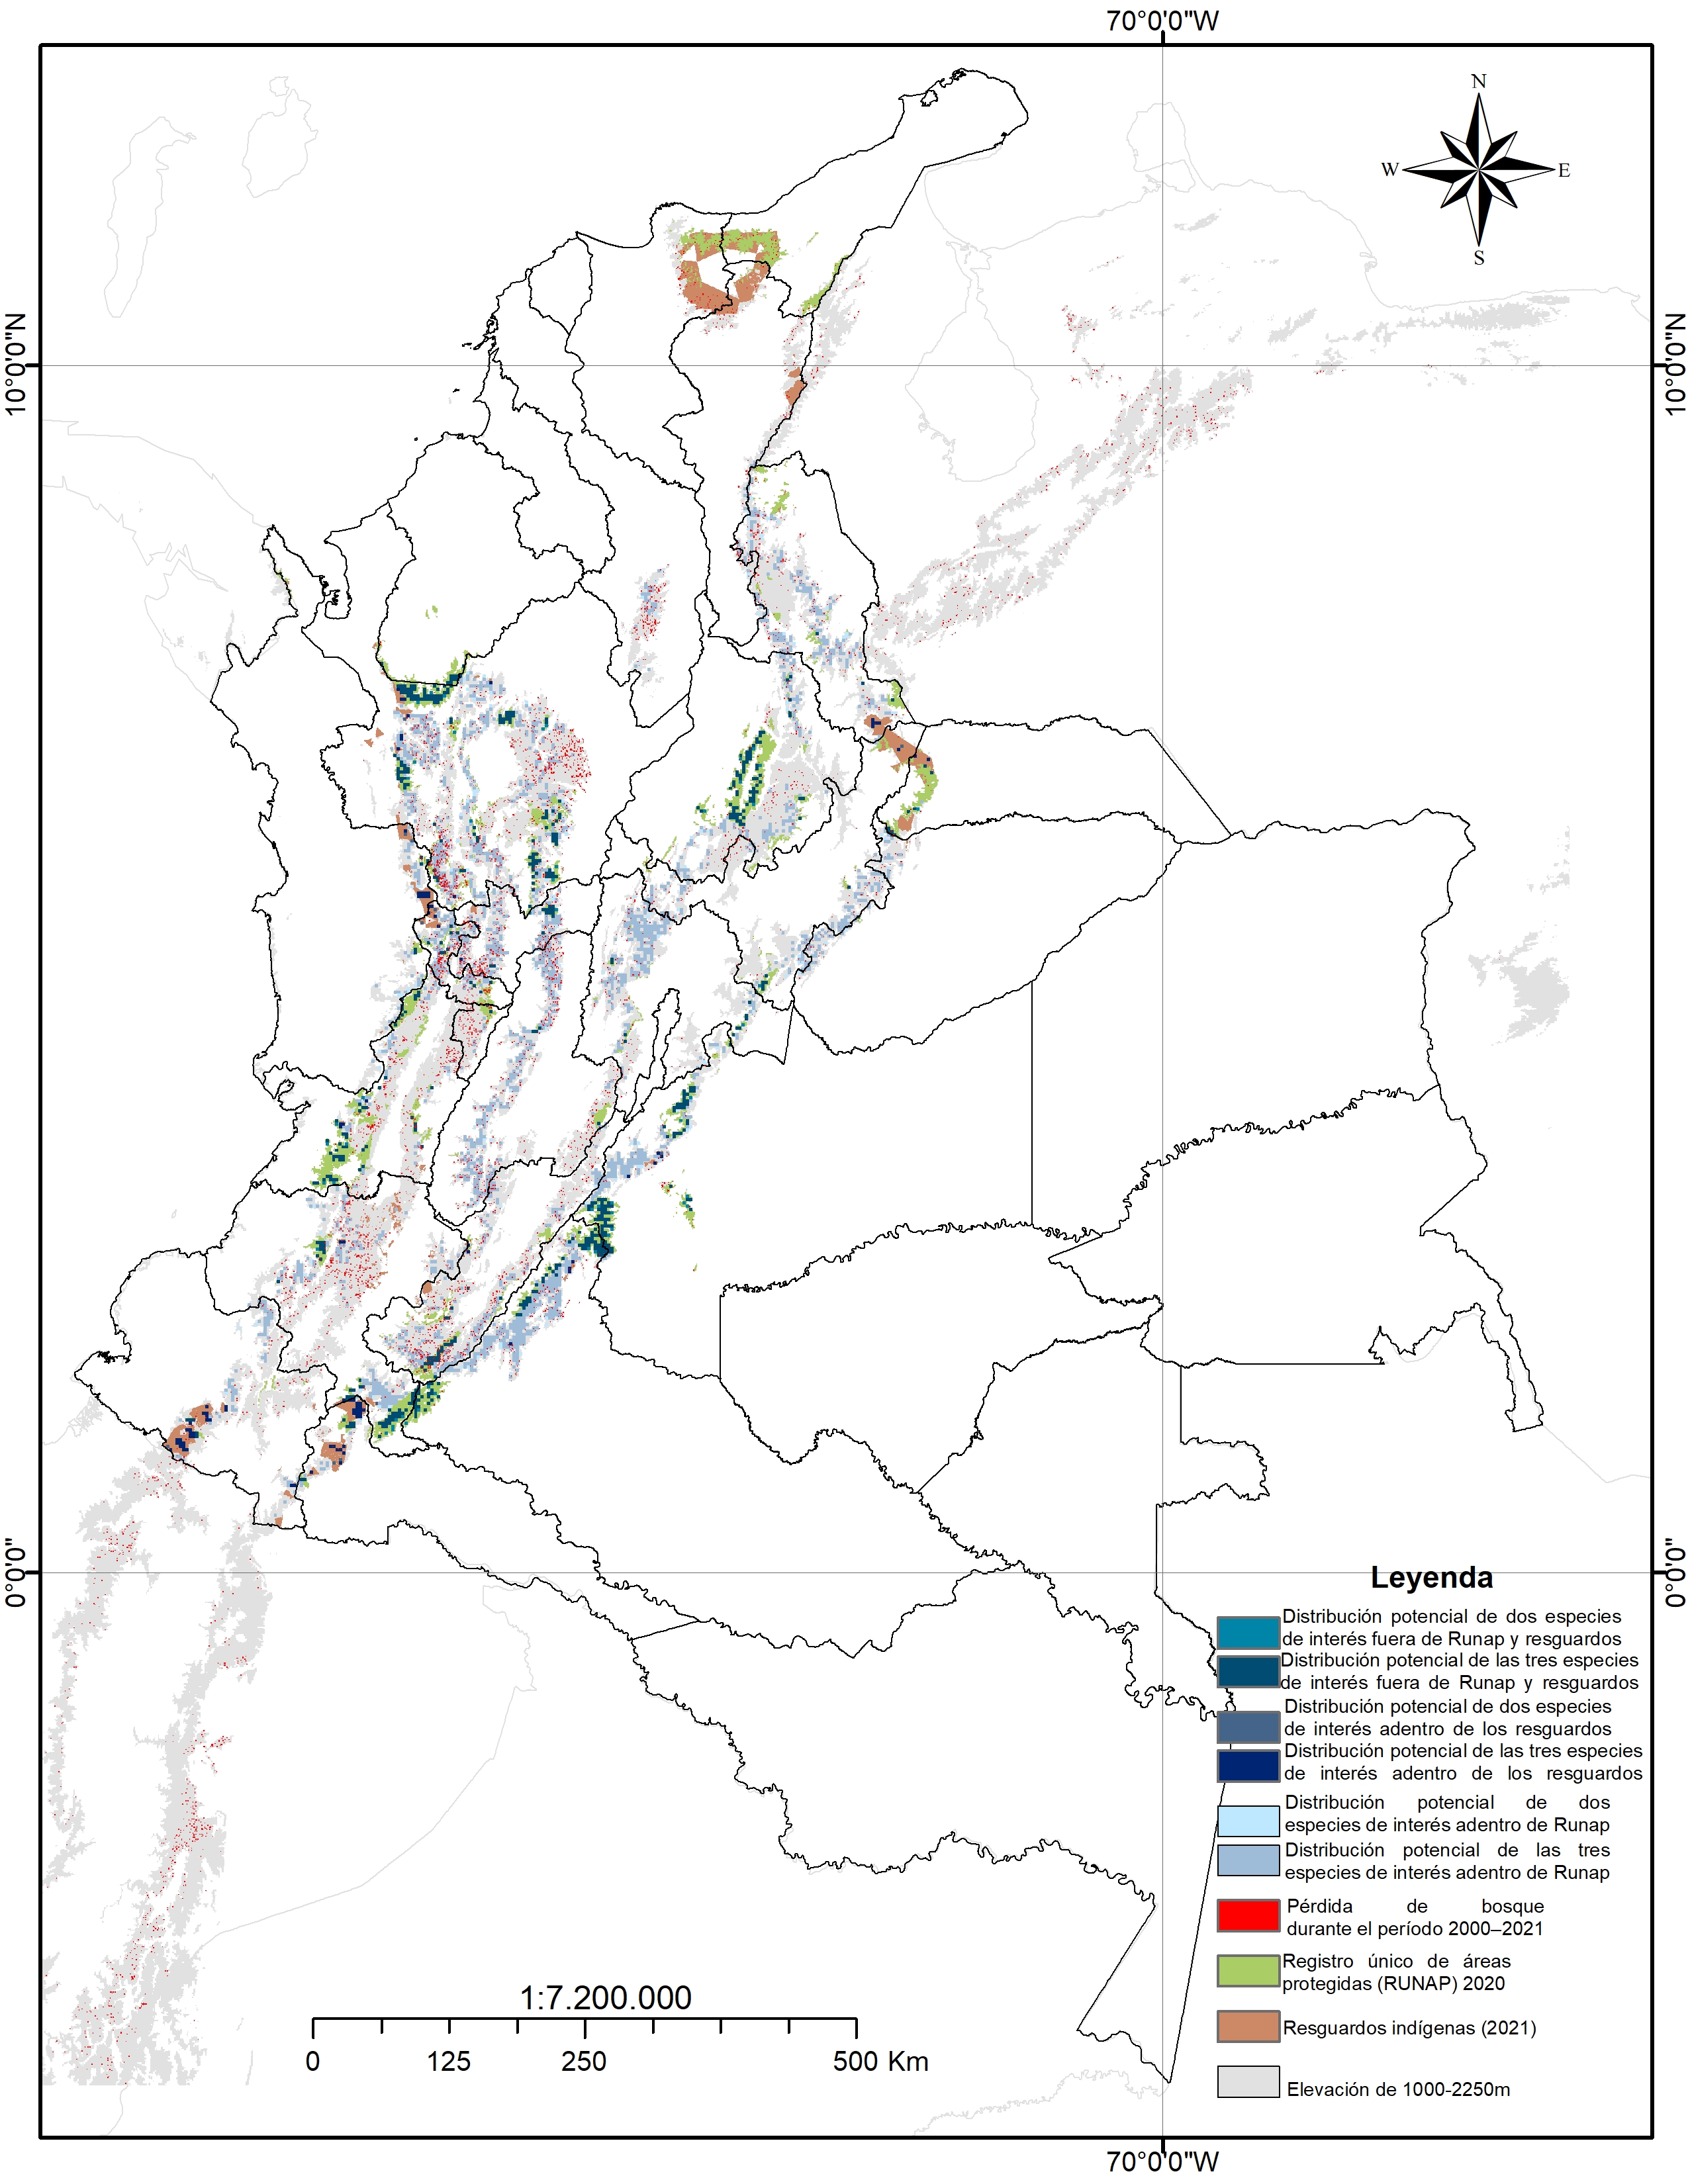 70°0'0"W
N
W
E
S
10°0'0"N
10°0'0"N
0°0'0"
0°0'0"
Leyenda
Distribución potencial de dos especies
de interés fuera de Runap y resguardos
Distribución potencial de las tres especies
de interés fuera de Runap y resguardos
Distribución potencial de dos especies
de interés adentro de los resguardos
Distribución potencial de las tres especies
de interés adentro de los resguardos
Distribución potencial de dos
especies de interés adentro de Runap
Distribución potencial de las tres
especies de interés adentro de Runap
Pérdida de bosque
durante el período 2000–2021
Registro único de áreas
protegidas (RUNAP) 2020
Resguardos indígenas (2021)
Elevación de 1000-2250m
1:7.200.000
0 125 250 500 Km
70°0'0"W